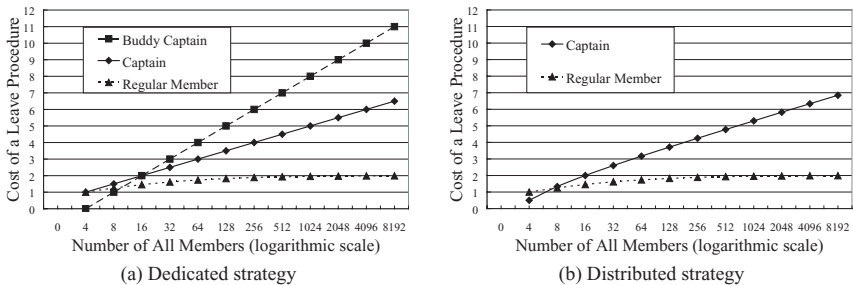 Cost of a Leave Procedure
12
11
10
9
8
7
6
5
4
3
2
1
0
Buddy Captain
Captain
Regular Member
0 4 8 16 32 64 128 256 512 1024 2048 4096 8192
Number of All Members (logarithmic scale)
(a) Dedicated strategy
Cost of a Leave Procedure
12
11
10
9
8
7
6
5
4
3
2
1
0
Captain
Regular Member
0 4 8 16 32 64 128 256 512 1024 2048 4096 8192
Number of All Members (logarithmic scale)
(b) Distributed strategy